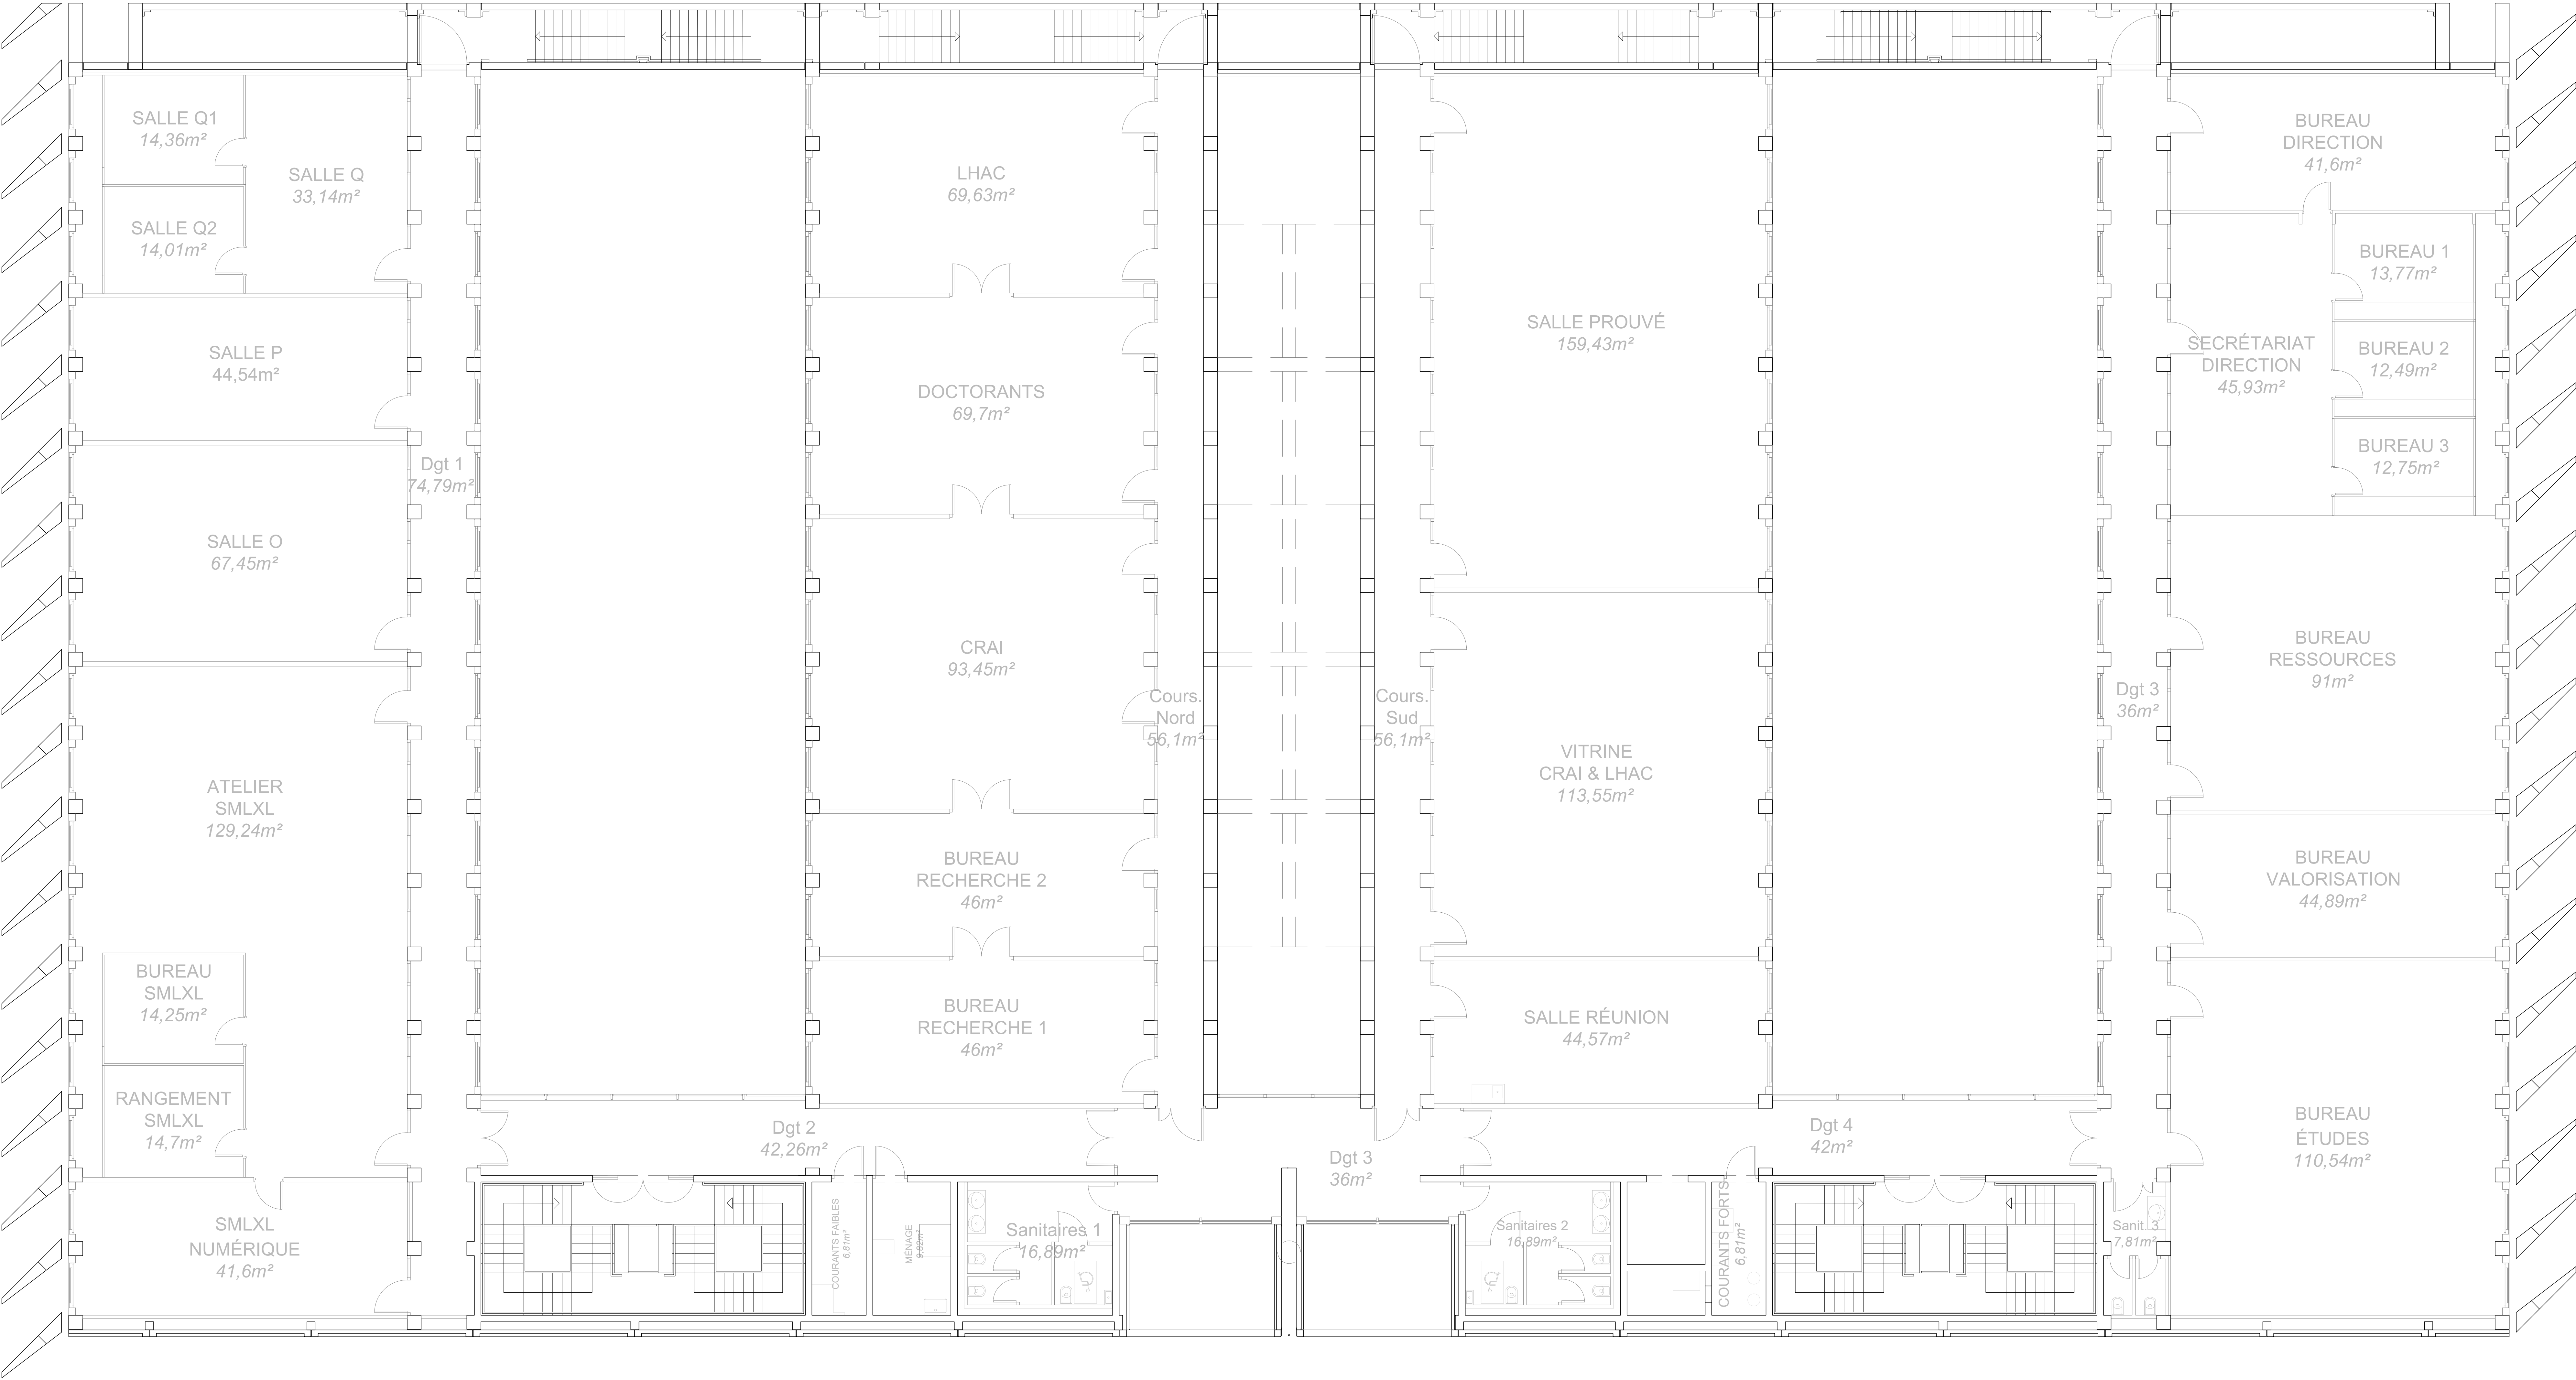 SALLE Q1
14,36m²
SALLE Q
33,14m²
SALLE Q2
14,01m²
SALLE P
44,54m²
Dgt 1
74,79m²
SALLE O
67,45m²
ATELIER
SMLXL
129,24m²
BUREAU
SMLXL
14,25m²
RANGEMENT
SMLXL
14,7m²
SMLXL
NUMÉRIQUE
41,6m²
LHAC
69,63m²
DOCTORANTS
69,7m²
CRAI
93,45m²
BUREAU
RECHERCHE 2
46m²
BUREAU
RECHERCHE 1
46m²
Dgt 2
42,26m²
COURANTS FAIBLES
6,81m²
MÉNAGE
9,82m²
Sanitaires 1
16,89m²
Cours.
Nord
56,1m²
Cours.
Sud
56,1m²
Dgt 3
36m²
SALLE PROUVÉ
159,43m²
VITRINE
CRAI & LHAC
113,55m²
SALLE RÉUNION
44,57m²
Sanitaires 2
16,89m²
COURANTS FORTS
6,81m²
Dgt 4
42m²
Dgt 3
36m²
Sanit. 3
7,81m²
BUREAU
DIRECTION
41,6m²
SECRÉTARIAT
DIRECTION
45,93m²
BUREAU 1
13,77m²
BUREAU 2
12,49m²
BUREAU 3
12,75m²
BUREAU
RESSOURCES
91m²
BUREAU
VALORISATION
44,89m²
BUREAU
ÉTUDES
110,54m²